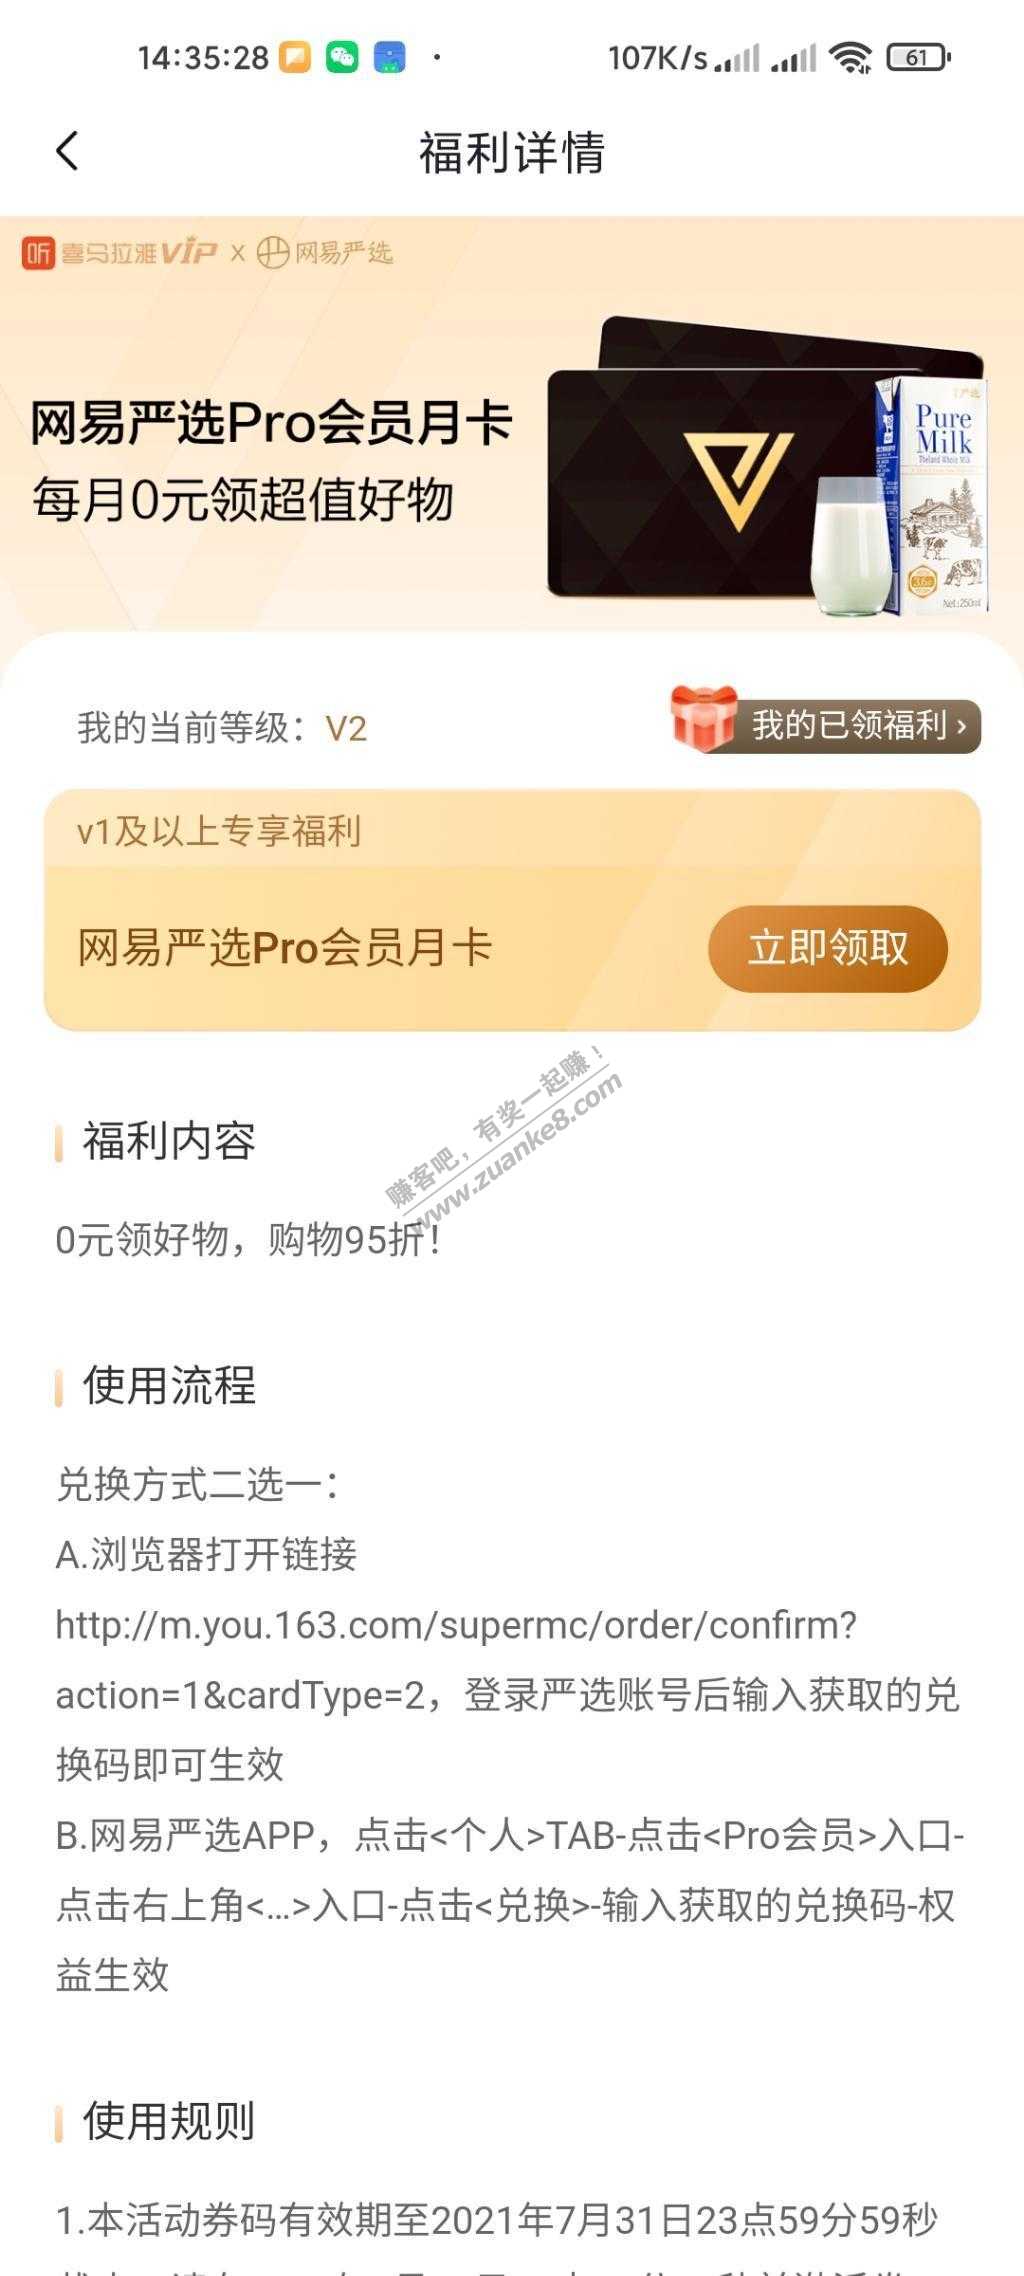 14:35:28
107K/s
61
福利详情
听 喜马拉雅VIP x 网易严选
网易严选Pro会员月卡
每月0元领超值好物
严选
Pure
Milk
Thailand Whole Milk
3.6
Net:250ml
我的当前等级：V2
我的已领福利 ›
v1及以上专享福利
网易严选Pro会员月卡
立即领取
赚客吧，有奖一起赚！
www.zuanke8.com
福利内容
0元领好物，购物95折！
使用流程
兑换方式二选一：
A.浏览器打开链接
http://m.you.163.com/supermc/order/confirm?
action=1&cardType=2，登录严选账号后输入获取的兑
换码即可生效
B.网易严选APP，点击<个人>TAB-点击<Pro会员>入口-
点击右上角<...>入口-点击<兑换>-输入获取的兑换码-权
益生效
使用规则
1.本活动券码有效期至2021年7月31日23点59分59秒